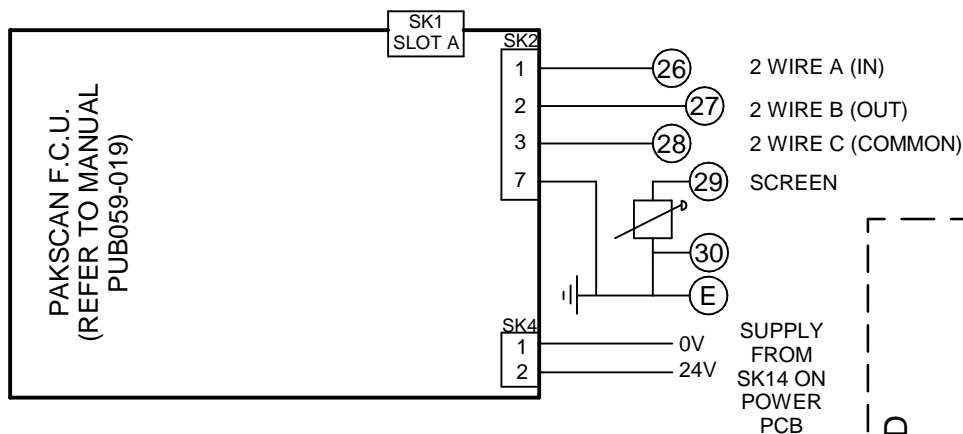 SK1
SLOT A
SK2
1
26
2 WIRE A (IN)
2
27
2 WIRE B (OUT)
3
28
2 WIRE C (COMMON)
7
29
SCREEN
30
E
PAKSCAN F.C.U.
(REFER TO MANUAL
PUB059-019)
SK4
1
0V
2
24V
SUPPLY
FROM
SK14 ON
POWER
PCB
D